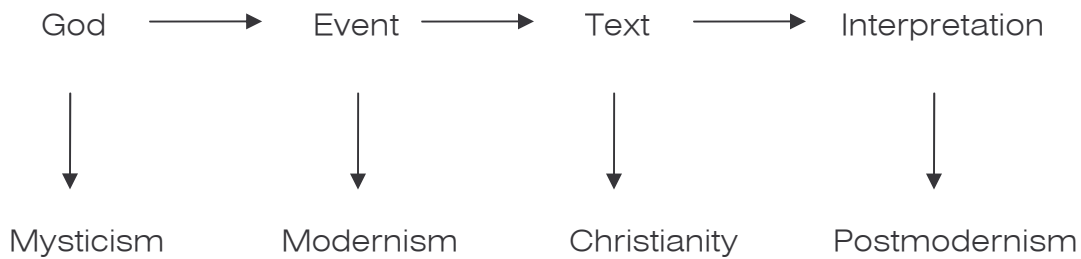 God Event Text Interpretation
Mysticism Modernism Christianity Postmodernism